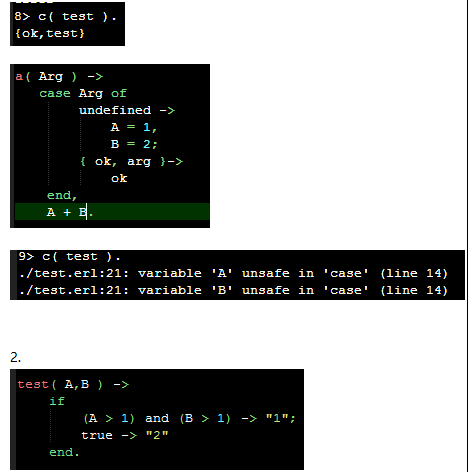 8> c( test ).
{ok,test}
a( Arg ) ->
case Arg of
undefined ->
A = 1,
B = 2;
{ ok, arg }->
ok
end,
A + B.
9> c( test ).
./test.erl:21: variable 'A' unsafe in 'case' (line 14)
./test.erl:21: variable 'B' unsafe in 'case' (line 14)
2.
test( A,B ) ->
if
(A > 1) and (B > 1) -> "1";
true -> "2"
end.